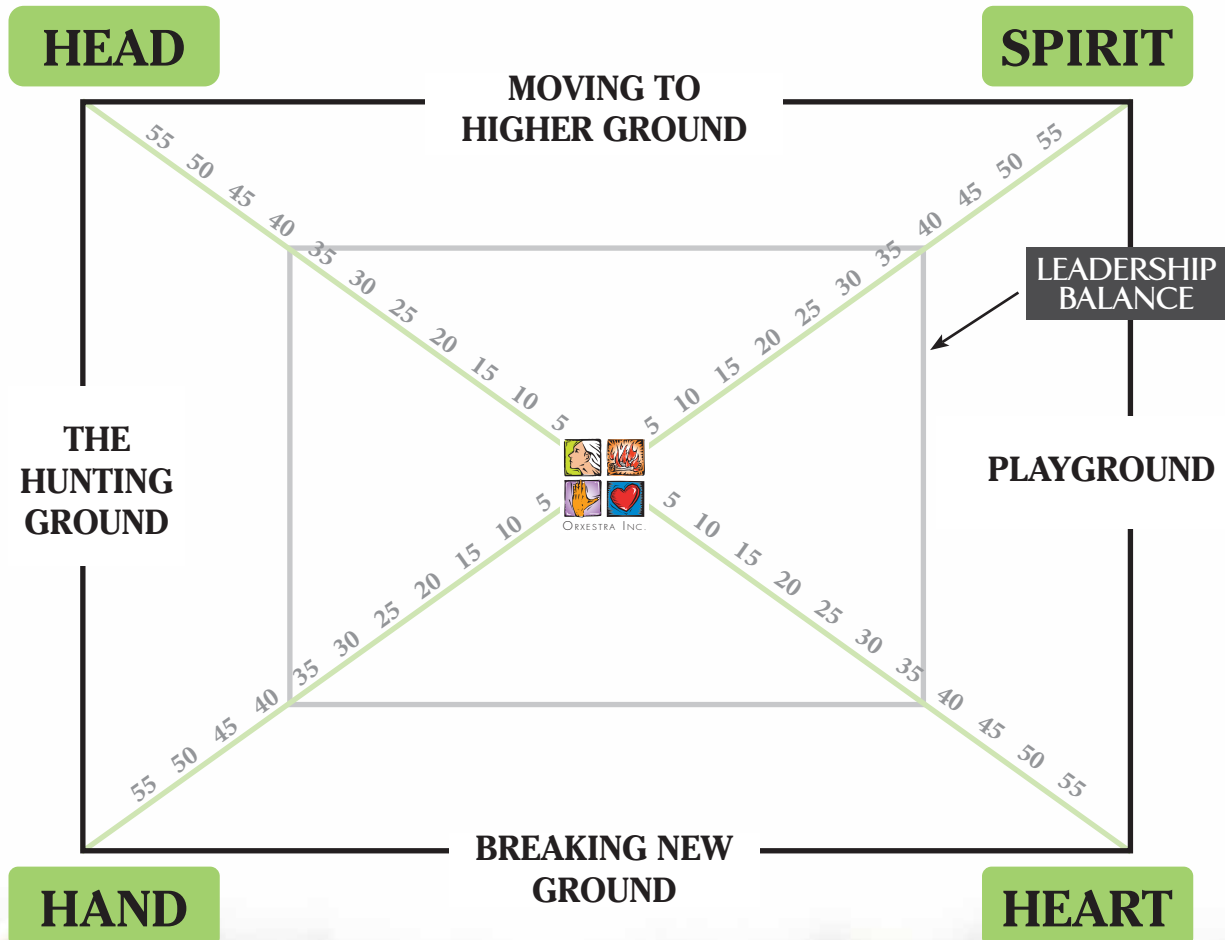 HEAD
SPIRIT
MOVING TO
HIGHER GROUND
55 50 45 40 35 30 25 20 15 10 5
5 10 15 20 25 30 35 40 45 50 55
LEADERSHIP
BALANCE
THE
HUNTING
GROUND
PLAYGROUND
ORXESTRA INC.
5 10 15 20 25 30 35 40 45 50 55
5 10 15 20 25 30 35 40 45 50 55
BREAKING NEW
GROUND
HAND
HEART